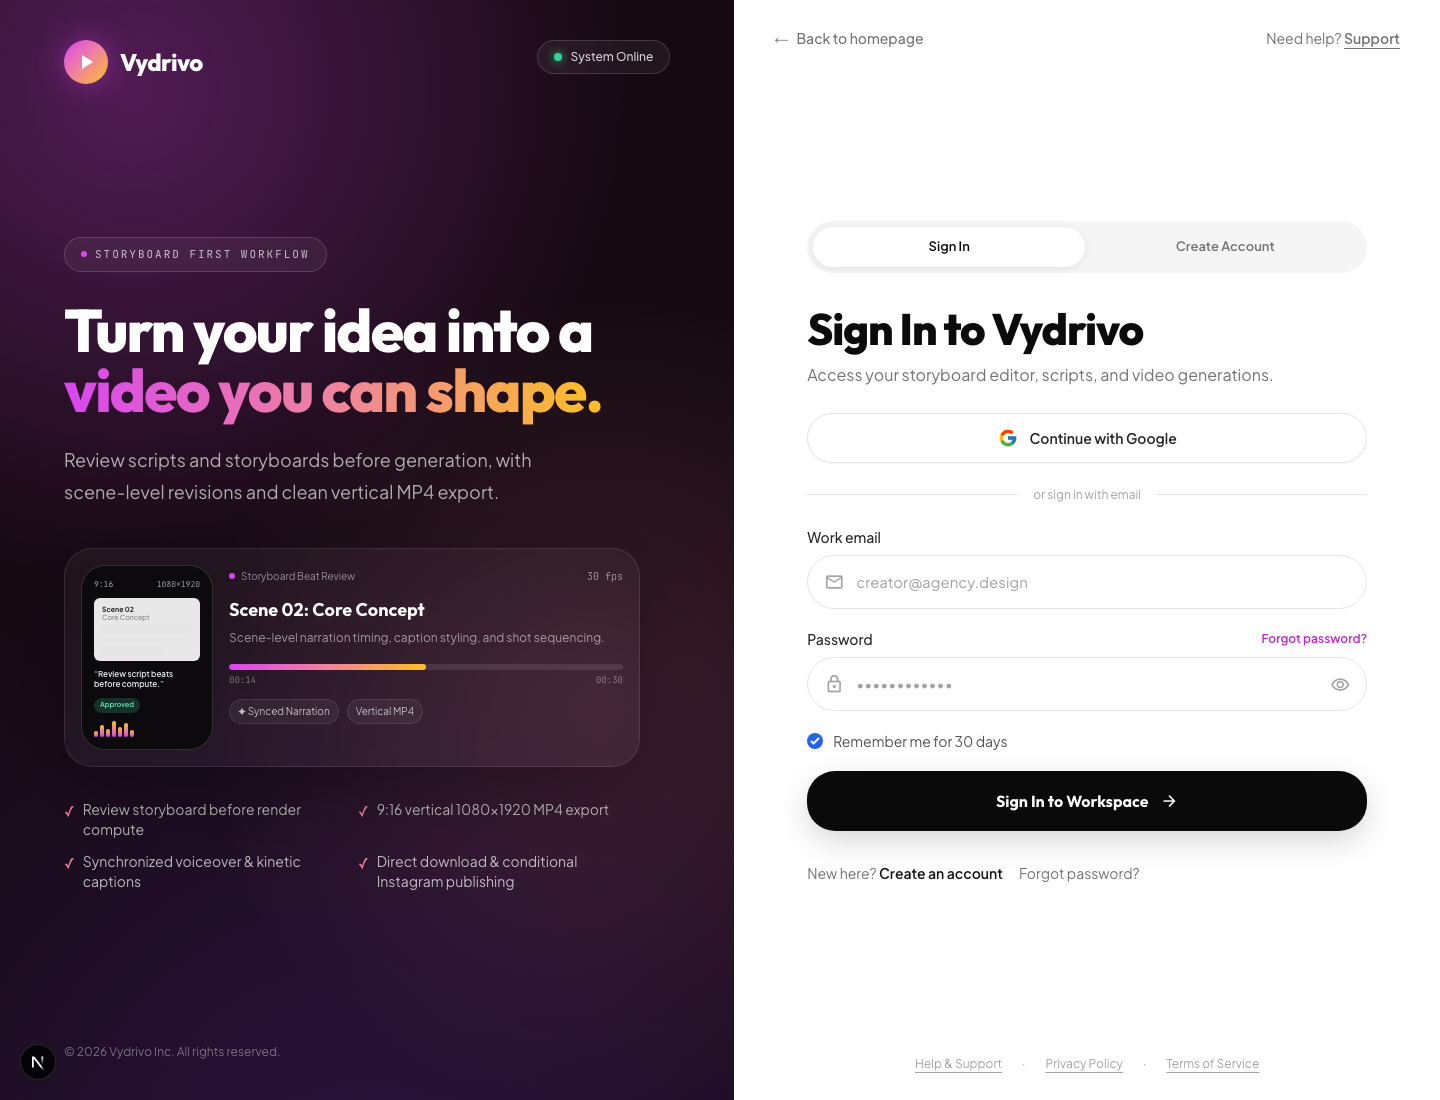 Vydrivo
System Online
STORYBOARD FIRST WORKFLOW
Turn your idea into a
video you can shape.
Review scripts and storyboards before generation, with
scene-level revisions and clean vertical MP4 export.
9:16
1080×1920
Scene 02
Core Concept
"Review script beats
before compute."
Approved
Storyboard Beat Review
30 fps
Scene 02: Core Concept
Scene-level narration timing, caption styling, and shot sequencing.
00:14
00:30
✦ Synced Narration
Vertical MP4
✓ Review storyboard before render
compute
✓ 9:16 vertical 1080×1920 MP4 export
✓ Synchronized voiceover & kinetic
captions
✓ Direct download & conditional
Instagram publishing
N
© 2026 Vydrivo Inc. All rights reserved.
← Back to homepage
Need help? Support
Sign In
Create Account
Sign In to Vydrivo
Access your storyboard editor, scripts, and video generations.
Continue with Google
or sign in with email
Work email
creator@agency.design
Password
Forgot password?
••••••••••••
Remember me for 30 days
Sign In to Workspace →
New here? Create an account
Forgot password?
Help & Support · Privacy Policy · Terms of Service